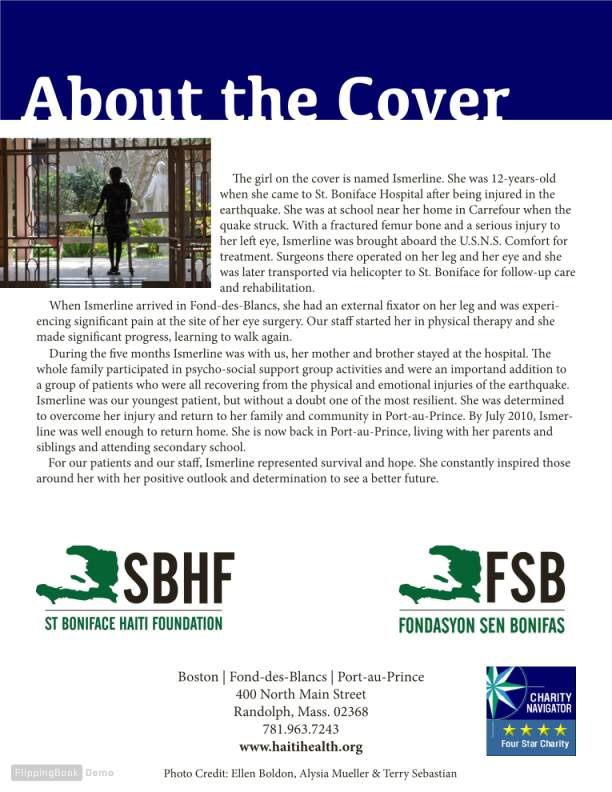 About the Cover
The girl on the cover is named Ismerline. She was 12-years-old
when she came to St. Boniface Hospital after being injured in the
earthquake. She was at school near her home in Carrefour when the
quake struck. With a fractured femur bone and a serious injury to
her left eye, Ismerline was brought aboard the U.S.N.S. Comfort for
treatment. Surgeons there operated on her leg and her eye and she
was later transported via helicopter to St. Boniface for follow-up care
and rehabilitation.
When Ismerline arrived in Fond-des-Blancs, she had an external fixator on her leg and was experi-
encing significant pain at the site of her eye surgery. Our staff started her in physical therapy and she
made significant progress, learning to walk again.
During the five months Ismerline was with us, her mother and brother stayed at the hospital. The
whole family participated in psycho-social support group activities and were an importand addition to
a group of patients who were all recovering from the physical and emotional injuries of the earthquake.
Ismerline was our youngest patient, but without a doubt one of the most resilient. She was determined
to overcome her injury and return to her family and community in Port-au-Prince. By July 2010, Ismer-
line was well enough to return home. She is now back in Port-au-Prince, living with her parents and
siblings and attending secondary school.
For our patients and our staff, Ismerline represented survival and hope. She constantly inspired those
around her with her positive outlook and determination to see a better future.
SBHF
ST BONIFACE HAITI FOUNDATION
FSB
FONDASYON SEN BONIFAS
Boston | Fond-des-Blancs | Port-au-Prince
400 North Main Street
Randolph, Mass. 02368
781.963.7243
www.haitihealth.org
CHARITY
NAVIGATOR
Four Star Charity
FlippingBook Demo
Photo Credit: Ellen Boldon, Alysia Mueller & Terry Sebastian